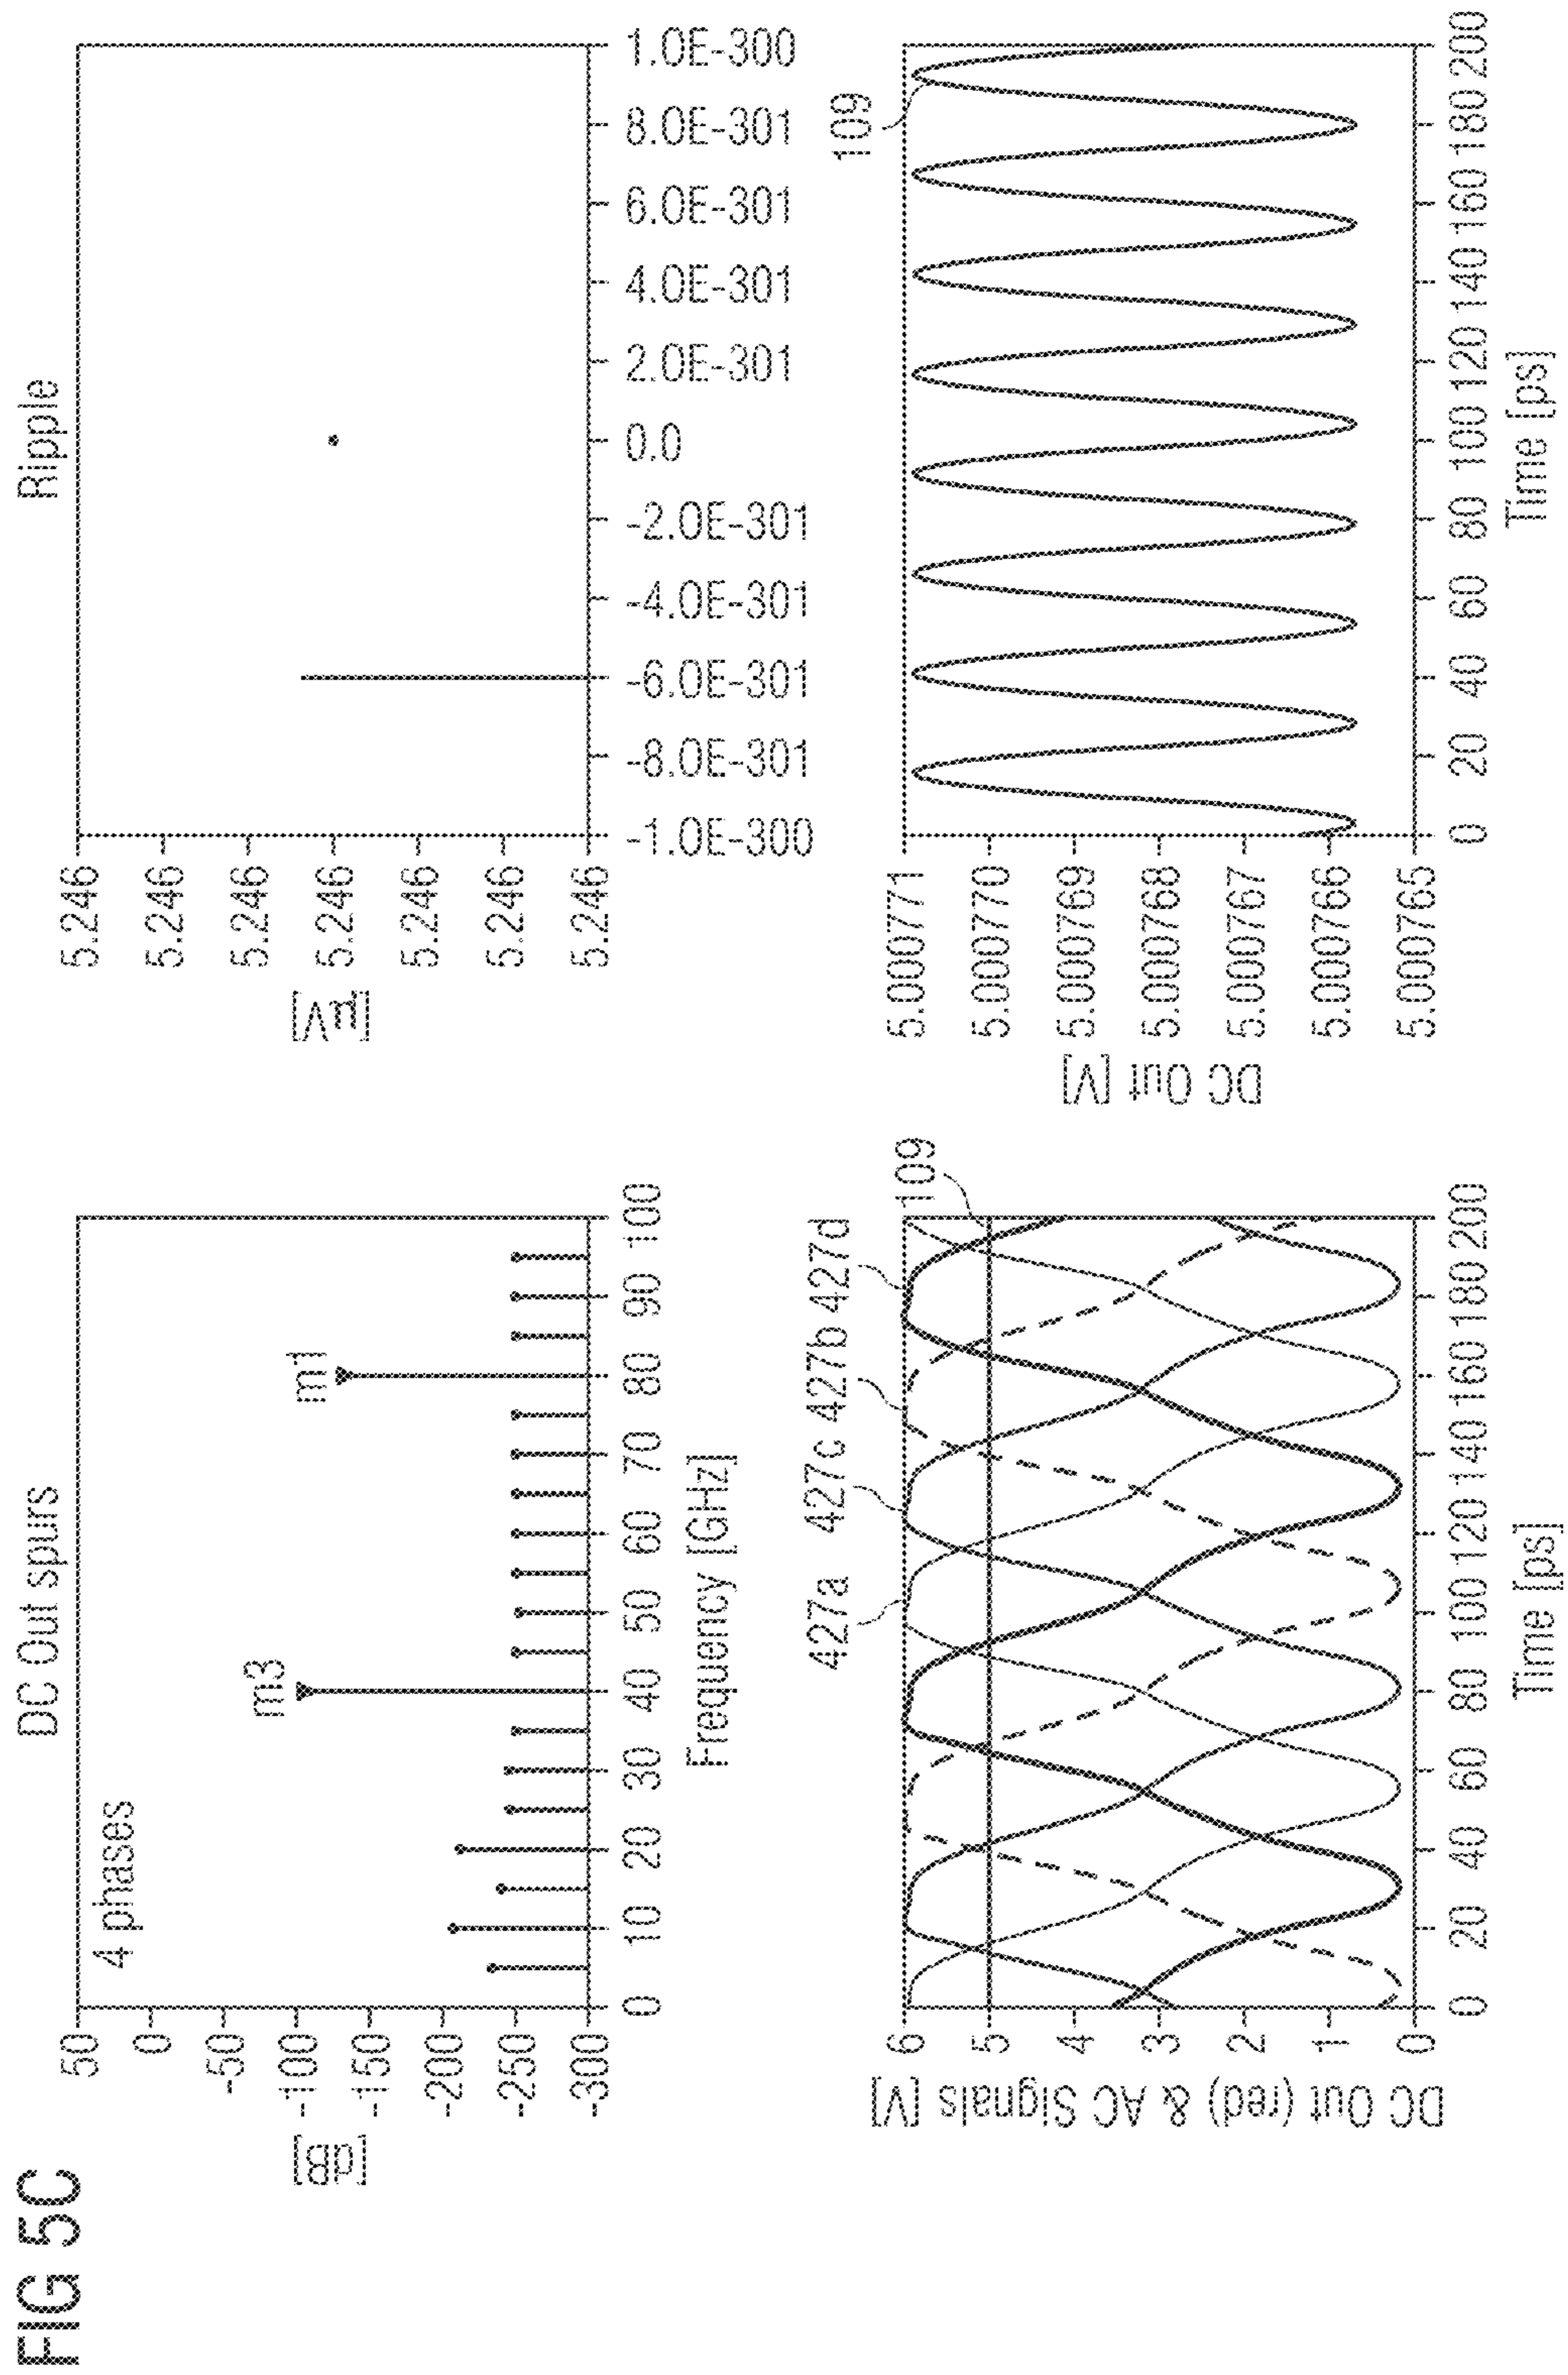 FIG 5C
DC Out spurs
4 phases
[dB]
50
0
-50
-100
-150
-200
-250
-300
m3
m1
0 10 20 30 40 50 60 70 80 90 100
Frequency [GHz]
Ripple
[µV]
5.246
5.246
5.246
5.246
5.246
5.246
5.246
-1.0E-300
-8.0E-301
-6.0E-301
-4.0E-301
-2.0E-301
0.0
2.0E-301
4.0E-301
6.0E-301
8.0E-301
1.0E-300
427a 427c 427b 427d
109
DC Out (red) & AC Signals [V]
6
5
4
3
2
1
0
0 20 40 60 80 100 120 140 160 180 200
Time [ps]
109
DC Out [V]
5.000771
5.000770
5.000769
5.000768
5.000767
5.000766
5.000765
0 20 40 60 80 100 120 140 160 180 200
Time [ps]